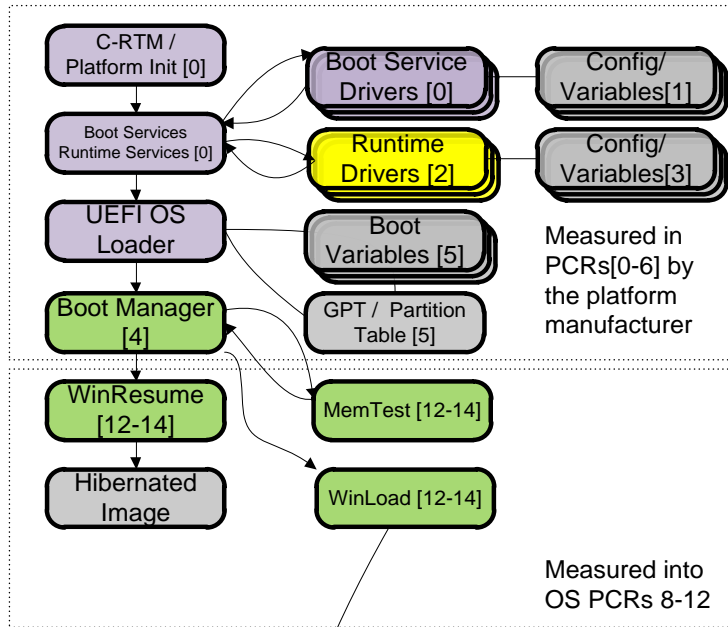 C-RTM /
Platform Init [0]
Boot Service
Drivers [0]
Config/
Variables[1]
Boot Services
Runtime Services [0]
Runtime
Drivers [2]
Config/
Variables[3]
UEFI OS
Loader
Boot
Variables [5]
Measured in
PCRs[0-6] by
the platform
manufacturer
Boot Manager
[4]
GPT /  Partition
Table [5]
WinResume
[12-14]
MemTest [12-14]
Hibernated
Image
WinLoad [12-14]
Measured into
OS PCRs 8-12